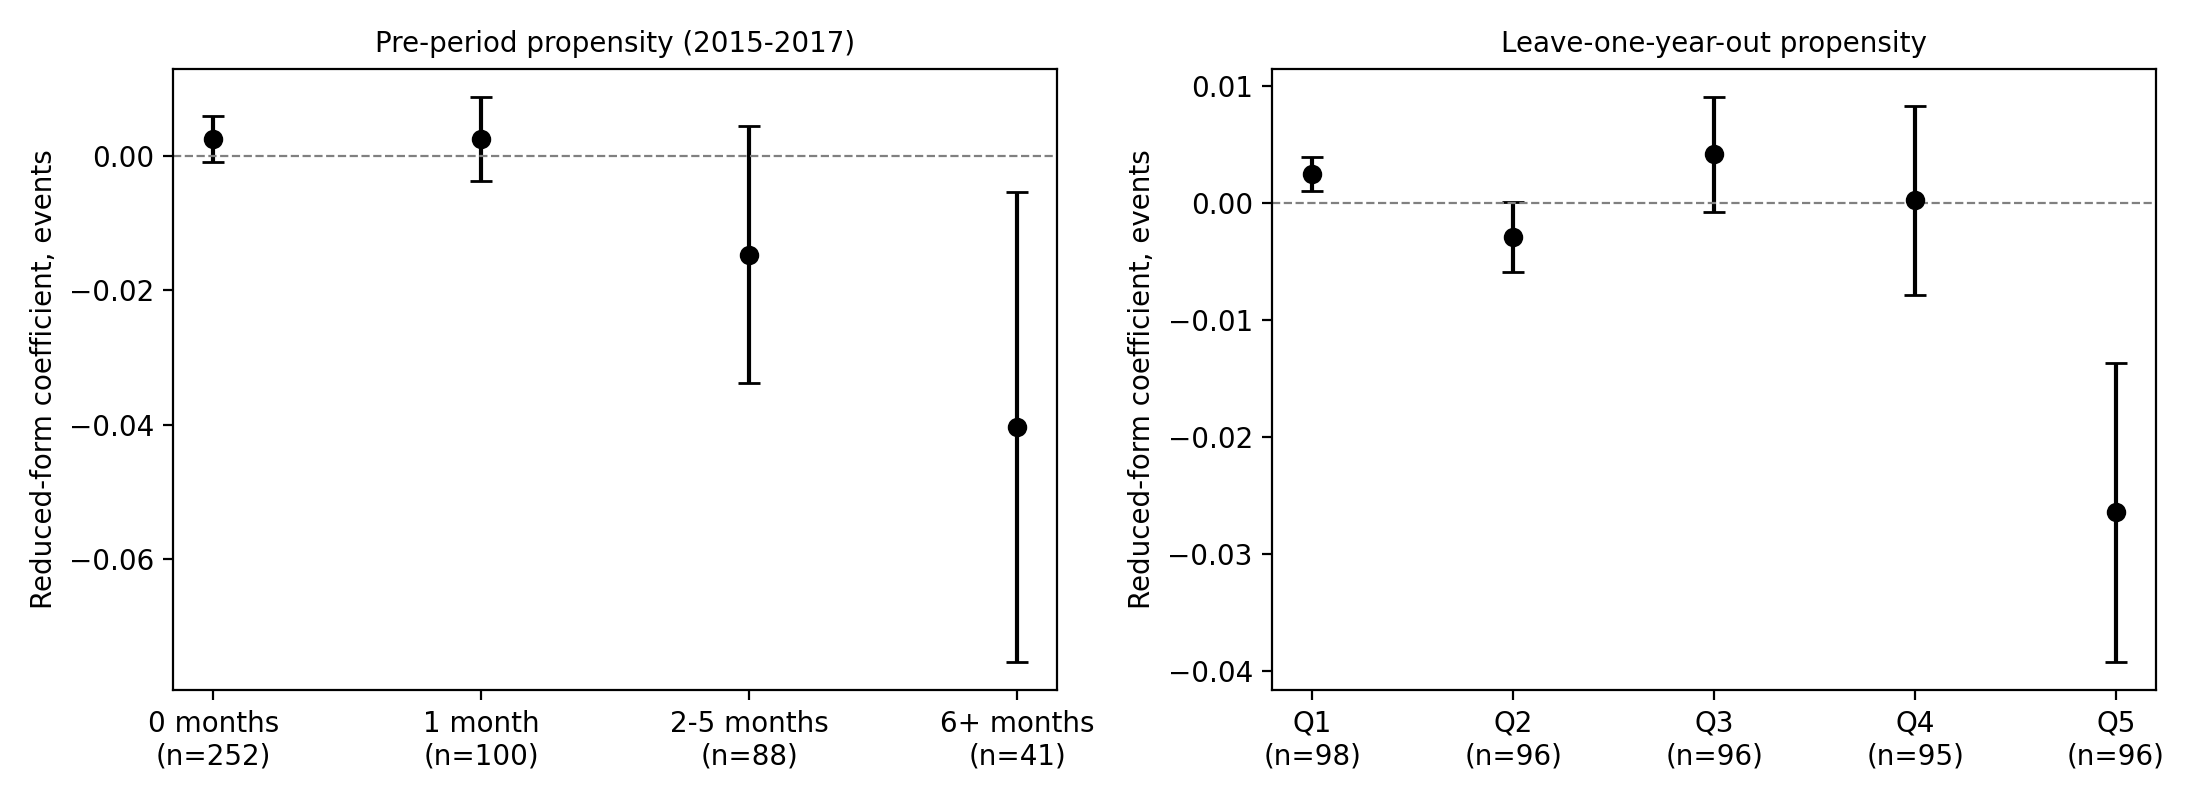 Pre-period propensity (2015-2017)
Reduced-form coefficient, events
0.00
−0.02
−0.04
−0.06
0 months
(n=252)
1 month
(n=100)
2-5 months
(n=88)
6+ months
(n=41)
Leave-one-year-out propensity
Reduced-form coefficient, events
0.01
0.00
−0.01
−0.02
−0.03
−0.04
Q1
(n=98)
Q2
(n=96)
Q3
(n=96)
Q4
(n=95)
Q5
(n=96)